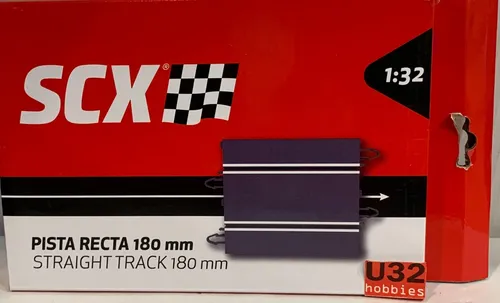 SCX®
1:32
PISTA RECTA 180 mm
STRAIGHT TRACK 180 mm
U32
hobbies